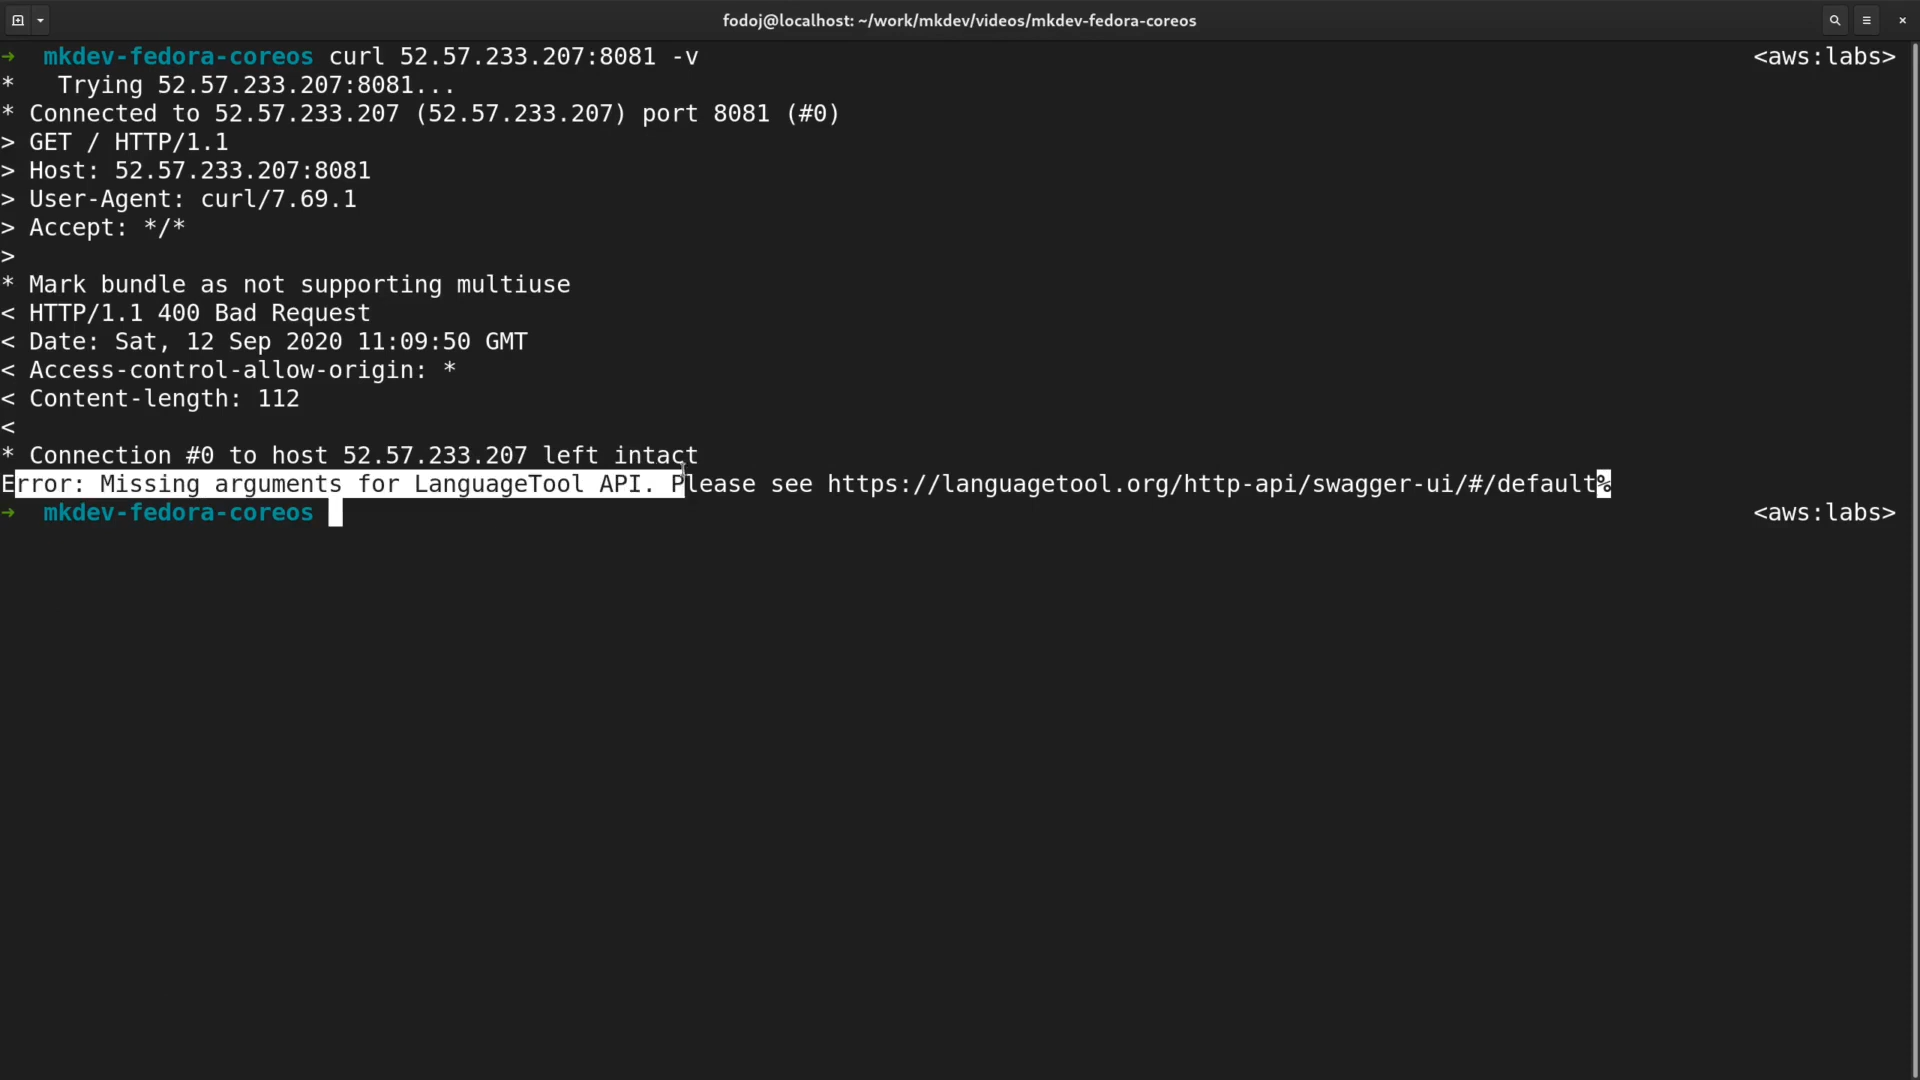 fodoj@localhost: ~/work/mkdev/videos/mkdev-fedora-coreos
→ mkdev-fedora-coreos curl 52.57.233.207:8081 -v <aws:labs>
*   Trying 52.57.233.207:8081...
* Connected to 52.57.233.207 (52.57.233.207) port 8081 (#0)
> GET / HTTP/1.1
> Host: 52.57.233.207:8081
> User-Agent: curl/7.69.1
> Accept: */*
>
* Mark bundle as not supporting multiuse
< HTTP/1.1 400 Bad Request
< Date: Sat, 12 Sep 2020 11:09:50 GMT
< Access-control-allow-origin: *
< Content-length: 112
<
* Connection #0 to host 52.57.233.207 left intact
Error: Missing arguments for LanguageTool API. Please see https://languagetool.org/http-api/swagger-ui/#/default%
→ mkdev-fedora-coreos <aws:labs>